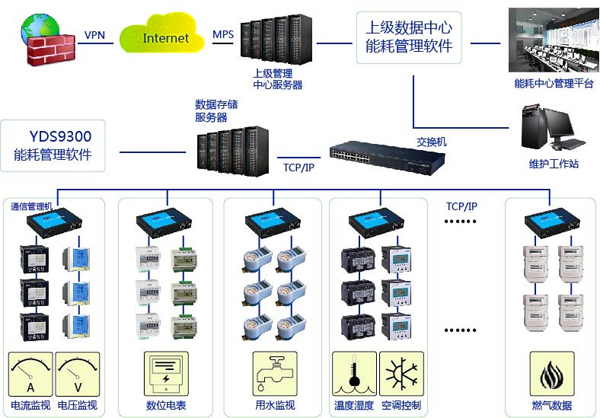 VPN
Internet
MPS
上级管理
中心服务器
上级数据中心
能耗管理软件
能耗中心管理平台
数据存储
服务器
YDS9300
能耗管理软件
TCP/IP
交换机
维护工作站
通信管理机
TCP/IP
······
······
A
V
电流监视
电压监视
数位电表
用水监视
温度湿度
空调控制
燃气数据